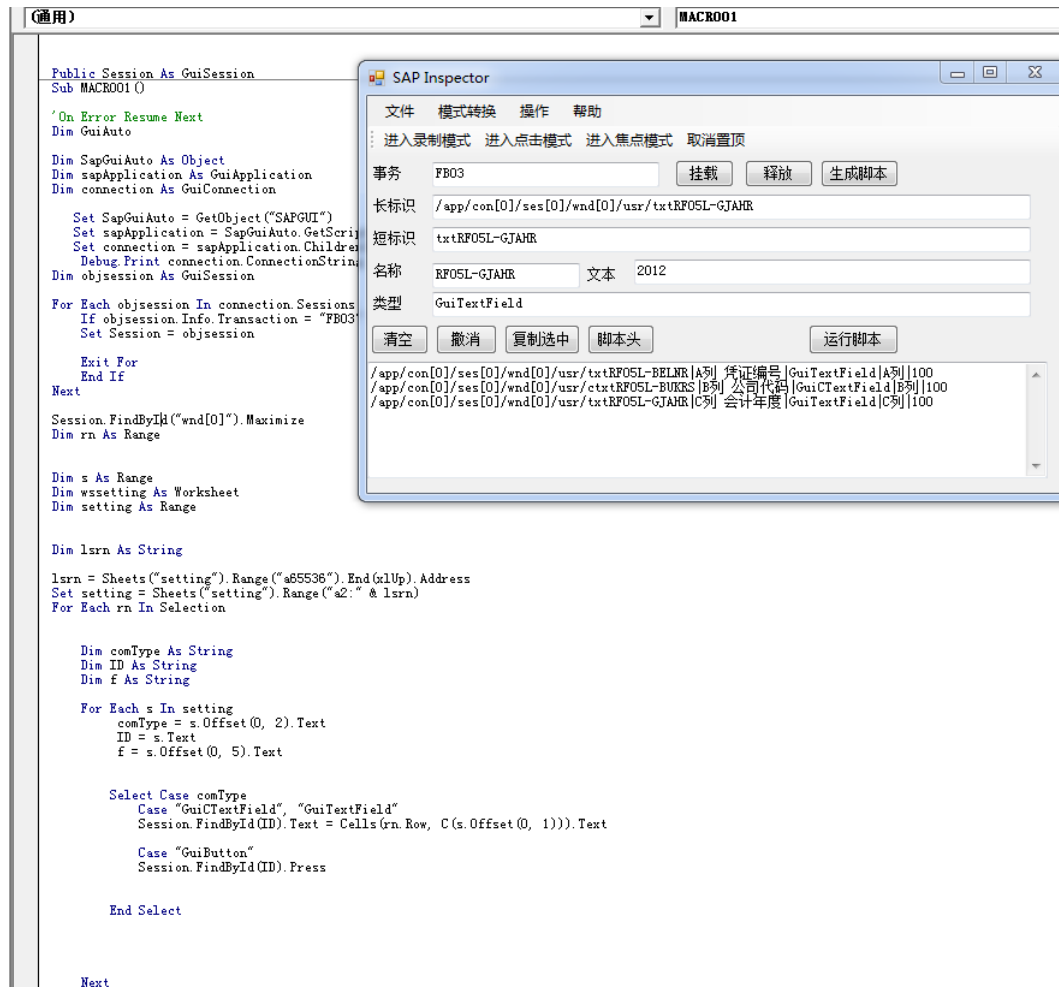 (通用)
MACRO01
Public Session As GuiSession
Sub MACRO01()
'On Error Resume Next
Dim GuiAuto
Dim SapGuiAuto As Object
Dim sapApplication As GuiApplication
Dim connection As GuiConnection
Set SapGuiAuto = GetObject("SAPGUI")
Set sapApplication = SapGuiAuto.GetScrip
Set connection = sapApplication.Children
Debug.Print connection.ConnectionString
Dim objsession As GuiSession
For Each objsession In connection.Sessions
If objsession.Info.Transaction = "FB03"
Set Session = objsession
Exit For
End If
Next
Session.FindById("wnd[0]").Maximize
Dim rn As Range
Dim s As Range
Dim wssetting As Worksheet
Dim setting As Range
Dim lsrn As String
lsrn = Sheets("setting").Range("a65536").End(xlUp).Address
Set setting = Sheets("setting").Range("a2:" & lsrn)
For Each rn In Selection
Dim comType As String
Dim ID As String
Dim f As String
For Each s In setting
comType = s.Offset(0, 2).Text
ID = s.Text
f = s.Offset(0, 5).Text
Select Case comType
Case "GuiCTextField", "GuiTextField"
Session.FindById(ID).Text = Cells(rn.Row, C(s.Offset(0, 1))).Text
Case "GuiButton"
Session.FindById(ID).Press
End Select
Next
SAP Inspector
文件 模式转换 操作 帮助
进入录制模式 进入点击模式 进入焦点模式 取消置顶
事务 FB03 挂载 释放 生成脚本
长标识 /app/con[0]/ses[0]/wnd[0]/usr/txtRF05L-GJAHR
短标识 txtRF05L-GJAHR
名称 RF05L-GJAHR 文本 2012
类型 GuiTextField
清空 撤消 复制选中 脚本头 运行脚本
/app/con[0]/ses[0]/wnd[0]/usr/txtRF05L-BELNR|A列 凭证编号|GuiTextField|A列||100
/app/con[0]/ses[0]/wnd[0]/usr/ctxtRF05L-BUKRS|B列 公司代码|GuiCTextField|B列||100
/app/con[0]/ses[0]/wnd[0]/usr/txtRF05L-GJAHR|C列 会计年度|GuiTextField|C列||100